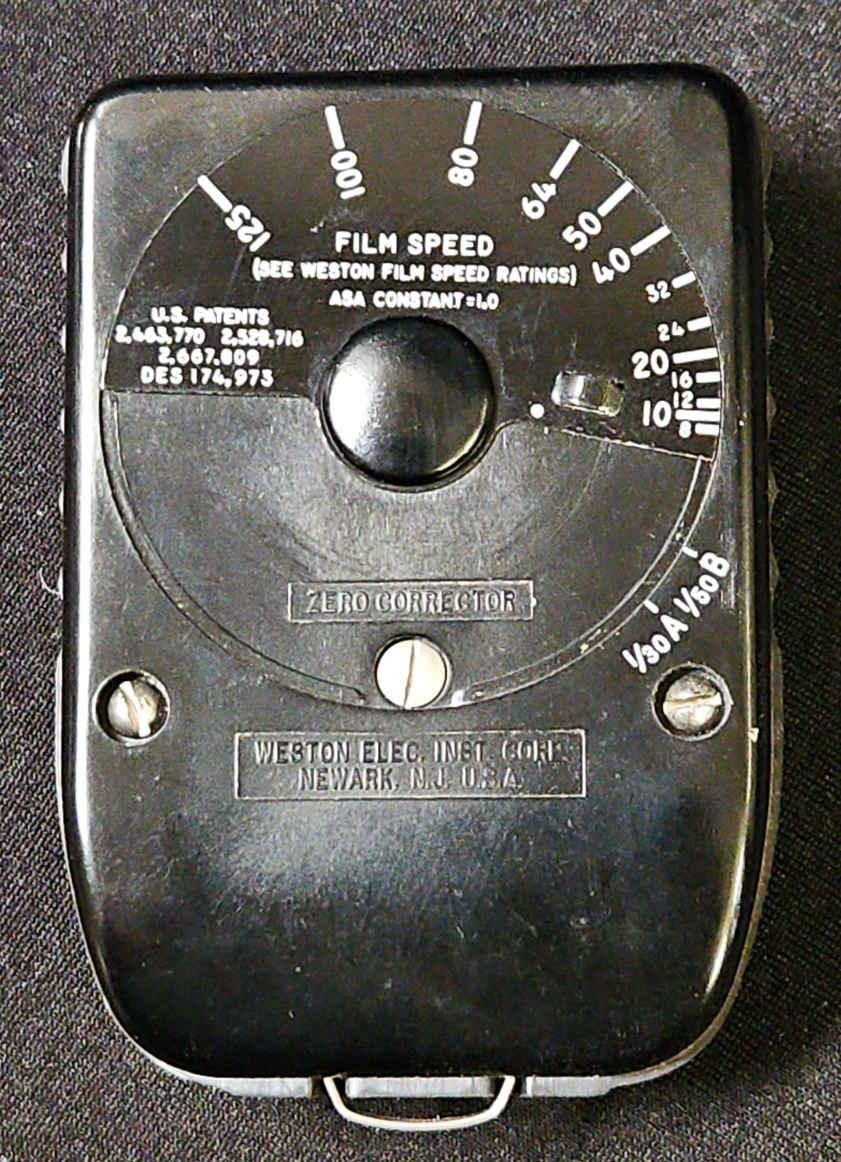 125
100
80
64
50
40
32
24
20
16
12
10
8
FILM SPEED
(SEE WESTON FILM SPEED RATINGS)
ASA CONSTANT=1.0
U.S. PATENTS
2,463,770 2,528,716
2,667,809
DES 174,973
1/30 A 1/50 B
ZERO CORRECTOR
WESTON ELEC. INST. CORP.
NEWARK, N.J. U.S.A.